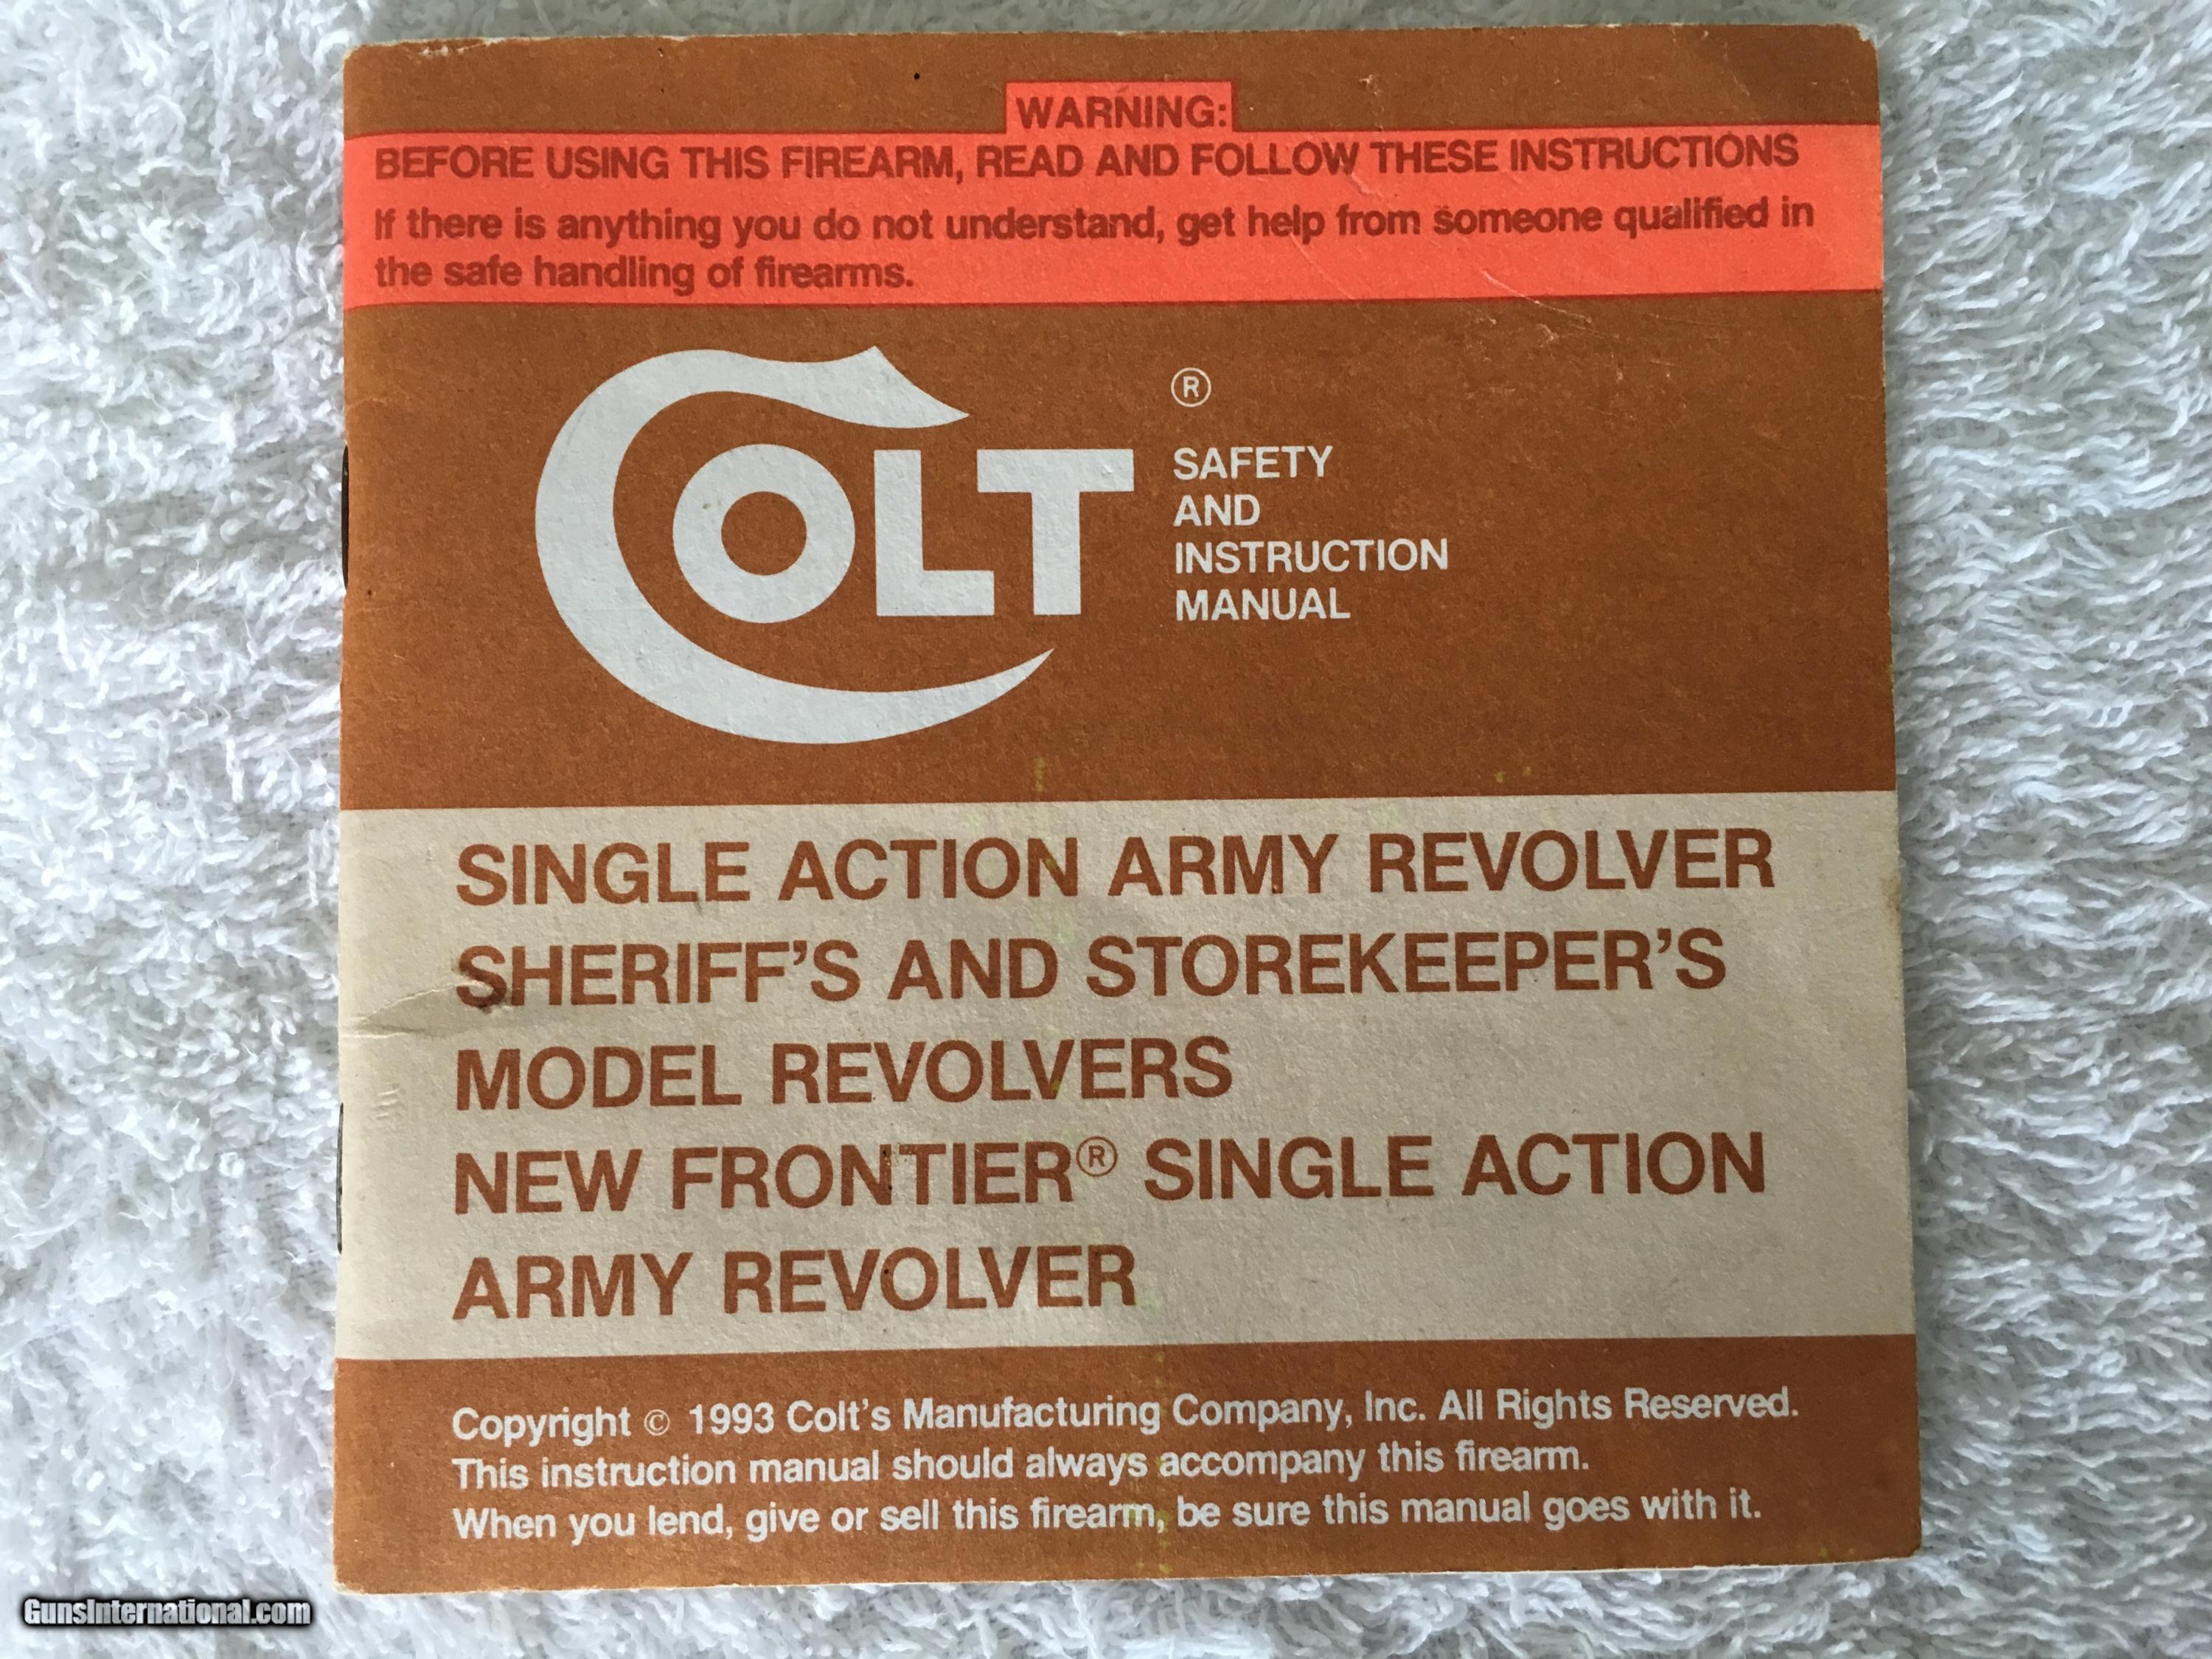 WARNING:
BEFORE USING THIS FIREARM, READ AND FOLLOW THESE INSTRUCTIONS
If there is anything you do not understand, get help from someone qualified in
the safe handling of firearms.
COLT ®
SAFETY
AND
INSTRUCTION
MANUAL
SINGLE ACTION ARMY REVOLVER
SHERIFF'S AND STOREKEEPER'S
MODEL REVOLVERS
NEW FRONTIER® SINGLE ACTION
ARMY REVOLVER
Copyright © 1993 Colt's Manufacturing Company, Inc. All Rights Reserved.
This instruction manual should always accompany this firearm.
When you lend, give or sell this firearm, be sure this manual goes with it.
GunsInternational.com